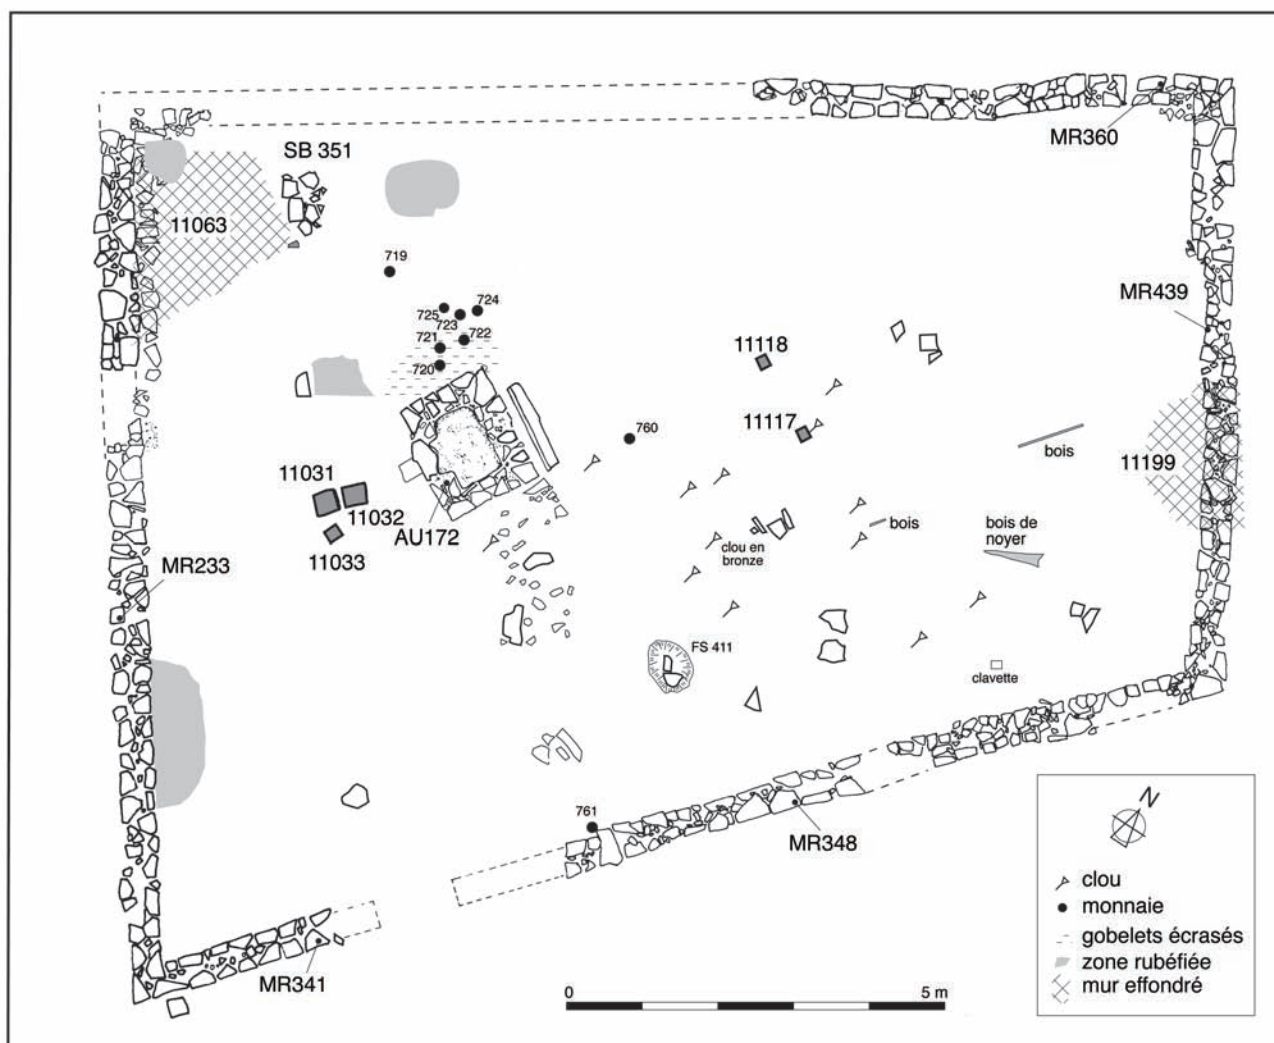 MR360
SB 351
11063
719
MR439
724
725
723
722
721
11118
720
760
11117
bois
11199
11031
11032
bois
bois de
noyer
AU172
clou en
bronze
11033
MR233
FS 411
clavette
761
MR348
MR341
N
clou
monnaie
gobelets écrasés
zone rubéfiée
mur effondré
0
5 m